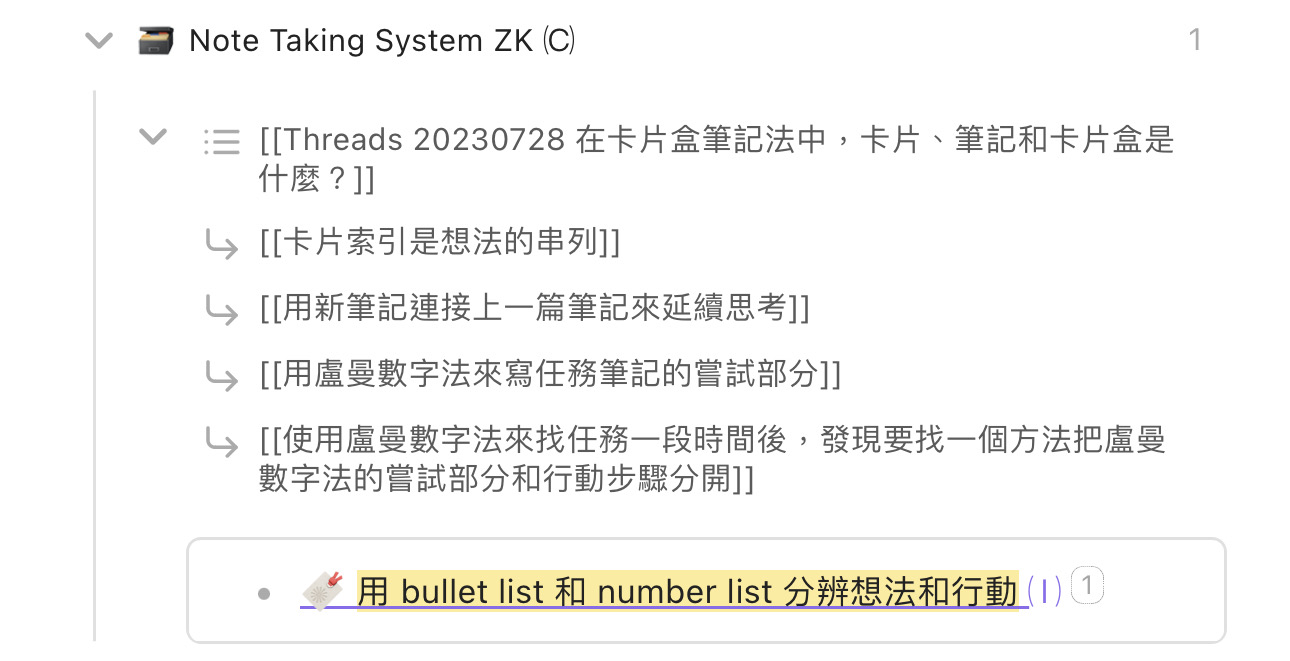 Note Taking System ZK (C)
1
[[Threads 20230728 在卡片盒筆記法中，卡片、筆記和卡片盒是
什麼？]]
[[卡片索引是想法的串列]]
[[用新筆記連接上一篇筆記來延續思考]]
[[用盧曼數字法來寫任務筆記的嘗試部分]]
[[使用盧曼數字法來找任務一段時間後，發現要找一個方法把盧曼
數字法的嘗試部分和行動步驟分開]]
用 bullet list 和 number list 分辨想法和行動 (I) 1